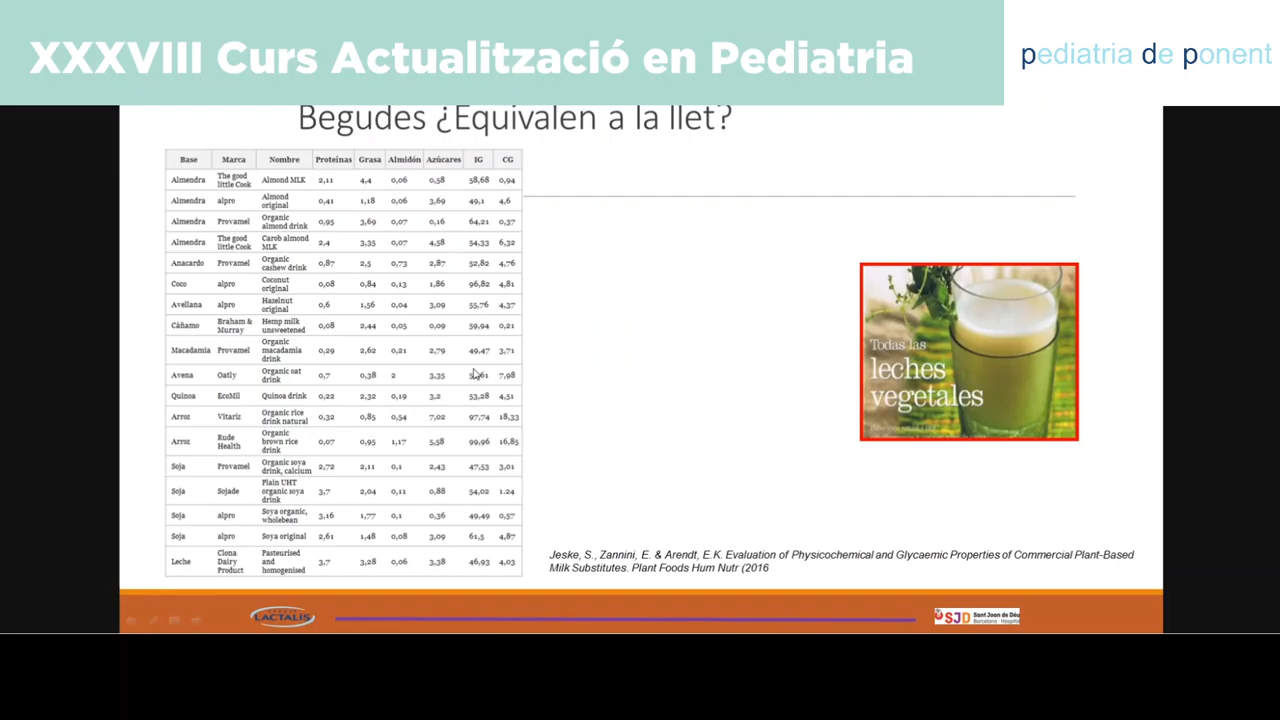 XXXVIII Curs Actualització en Pediatria
pediatria de ponent
Begudes ¿Equivalen a la llet?
Base Marca Nombre Proteínas Grasa Almidón Azúcares IG CG
Almendra The good little Cook Almond MLK 2,11 4,4 0,06 0,58 58,68 0,94
Almendra alpro Almond original 0,41 1,18 0,06 3,69 49,1 4,6
Almendra Provamel Organic almond drink 0,95 3,69 0,07 0,16 64,21 0,37
Almendra The good little Cook Carob almond MLK 2,4 3,35 0,07 4,58 54,33 6,32
Anacardo Provamel Organic cashew drink 0,87 2,5 0,73 2,87 52,82 4,76
Coco alpro Coconut original 0,08 0,84 0,13 1,86 96,82 4,81
Avellana alpro Hazelnut original 0,6 1,56 0,04 3,09 55,76 4,37
Cáñamo Braham & Murray Hemp milk unsweetened 0,08 2,44 0,05 0,09 59,94 0,21
Macadamia Provamel Organic macadamia drink 0,29 2,62 0,21 2,79 49,47 3,71
Avena Oatly Organic oat drink 0,7 0,38 2 3,35 7,98
Quinoa EcoMil Quinoa drink 0,22 2,32 0,19 3,2 53,28 4,51
Arroz Vitariz Organic rice drink natural 0,32 0,85 0,54 7,02 97,74 18,33
Arroz Rude Health Organic brown rice drink 0,07 0,95 1,17 5,58 99,96 16,85
Soja Provamel Organic soya drink, calcium 2,72 2,11 0,1 2,43 47,53 3,01
Soja Sojade Plain UHT organic soya drink 3,7 2,04 0,11 0,88 54,02 1.24
Soja alpro Soya organic, wholebean 3,16 1,77 0,1 0,36 49,49 0,57
Soja alpro Soya original 2,61 1,48 0,08 3,09 61,5 4,87
Leche Clona Dairy Product Pasteurised and homogenised 3,7 3,28 0,06 3,38 46,93 4,03
Todas las
leches
vegetales
Jeske, S., Zannini, E. & Arendt, E.K. Evaluation of Physicochemical and Glycaemic Properties of Commercial Plant-Based
Milk Substitutes. Plant Foods Hum Nutr (2016
LACTALIS
SJD Sant Joan de Déu
Barcelona · Hospital